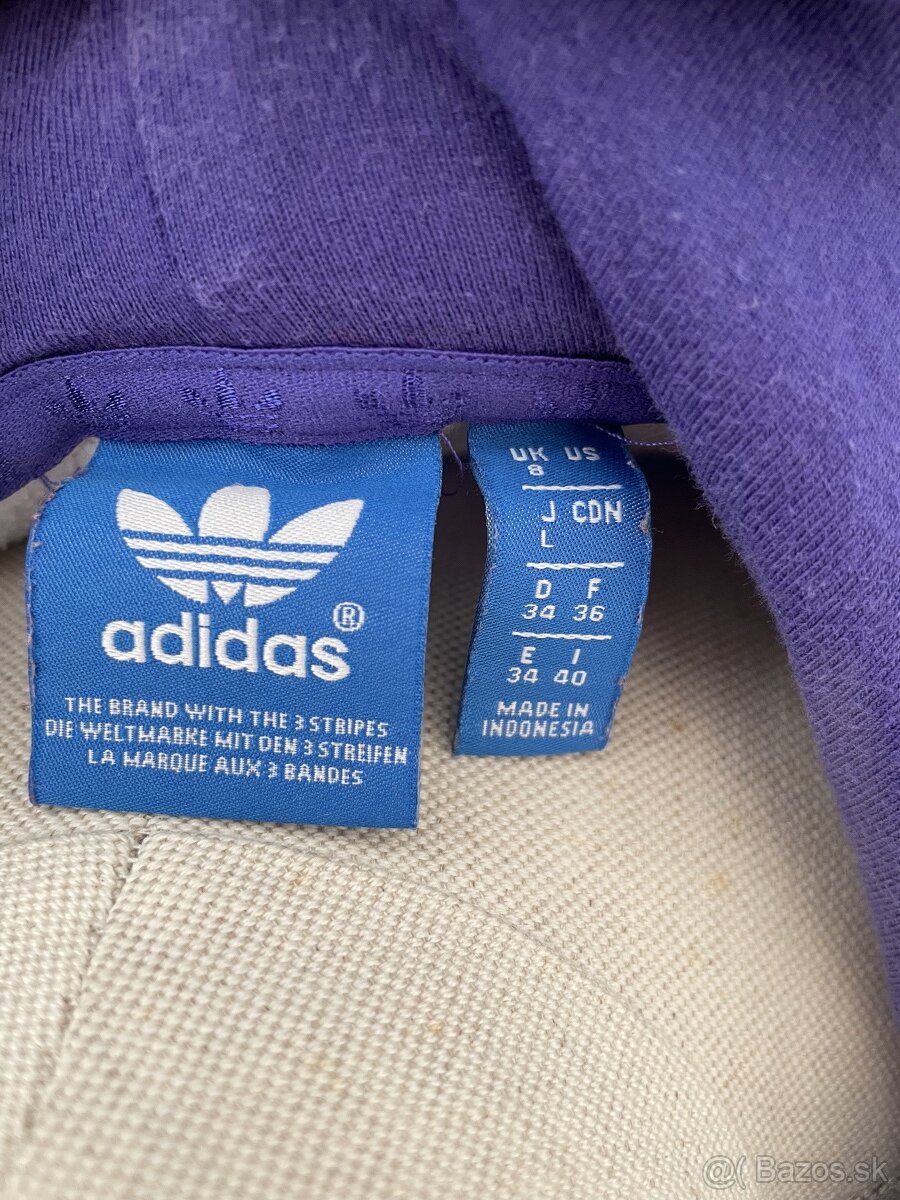 adidas®
THE BRAND WITH THE 3 STRIPES
DIE WELTMARKE MIT DEN 3 STREIFEN
LA MARQUE AUX 3 BANDES
UK US
8
J CDN
L
D F
34 36
E I
34 40
MADE IN
INDONESIA
@( Bazos.sk